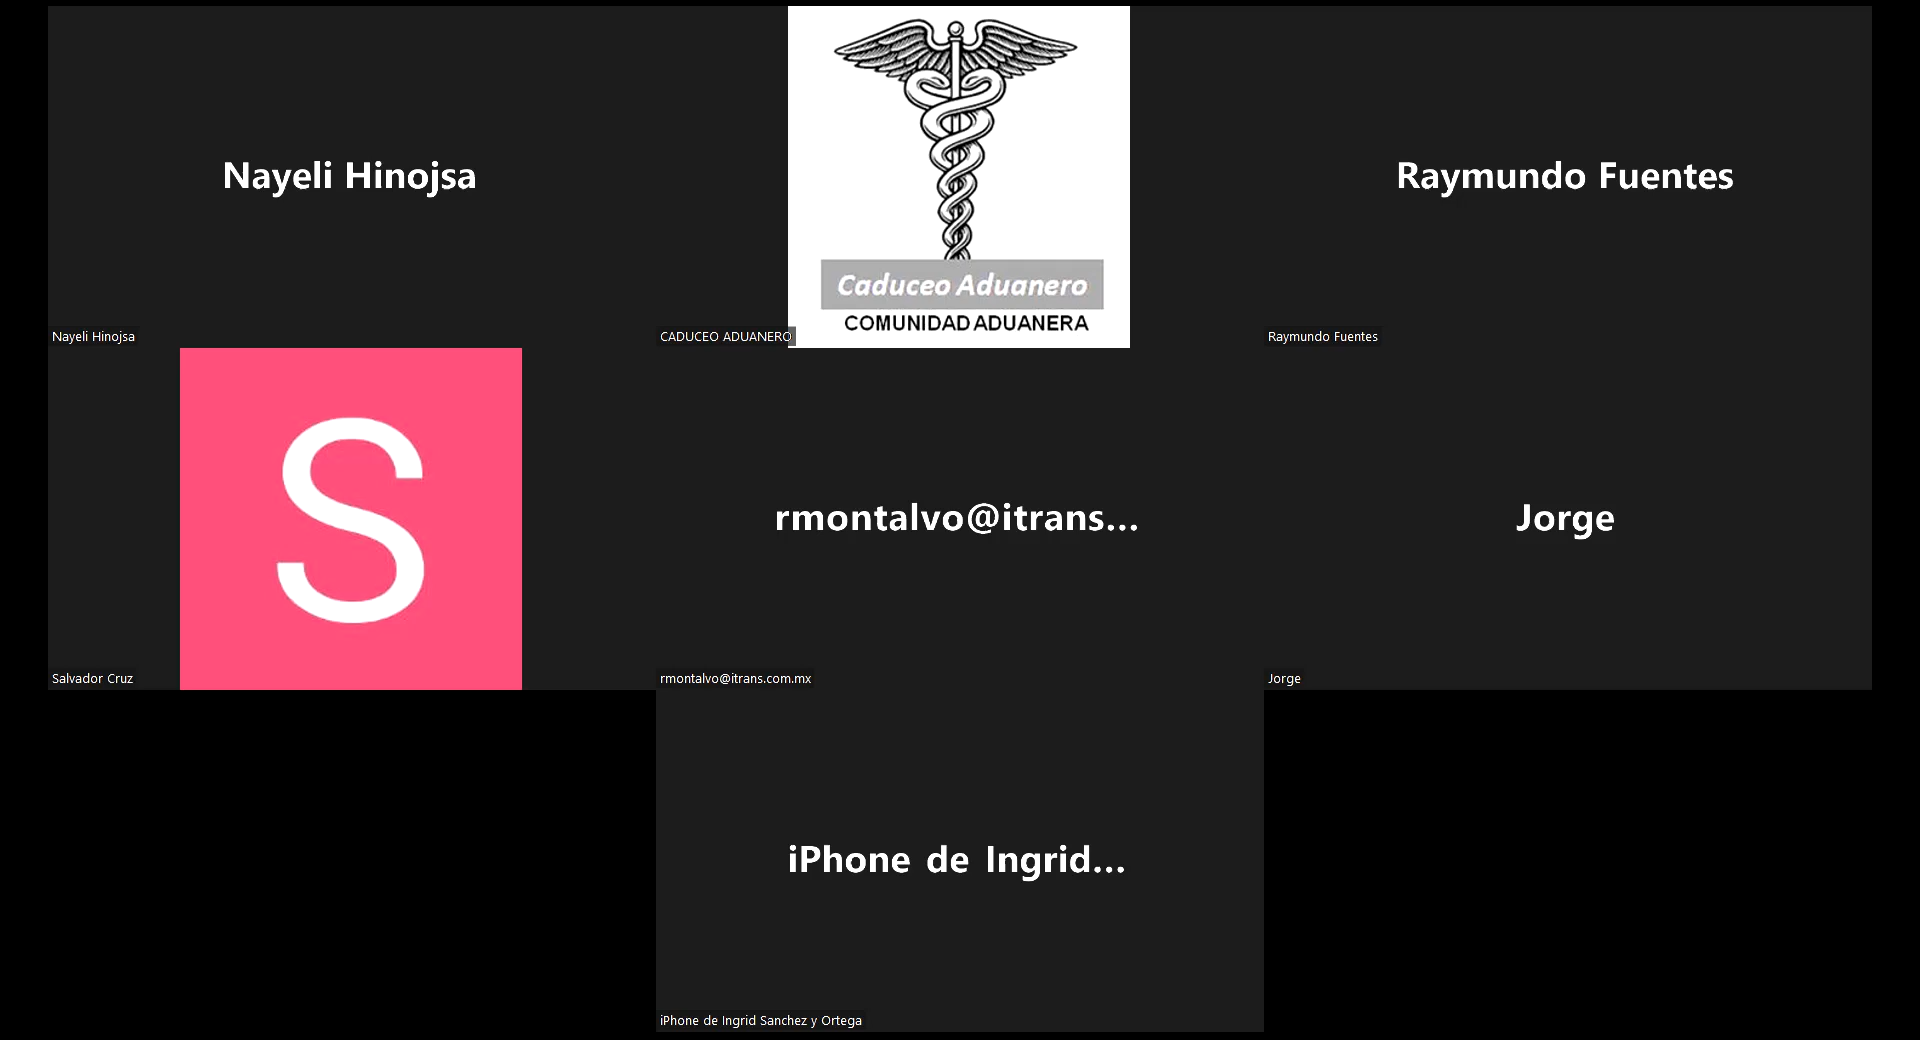 Nayeli Hinojsa
Nayeli Hinojsa
Caduceo Aduanero
COMUNIDAD ADUANERA
CADUCEO ADUANERO
Raymundo Fuentes
Raymundo Fuentes
S
Salvador Cruz
rmontalvo@itrans...
rmontalvo@itrans.com.mx
Jorge
Jorge
iPhone de Ingrid...
iPhone de Ingrid Sanchez y Ortega